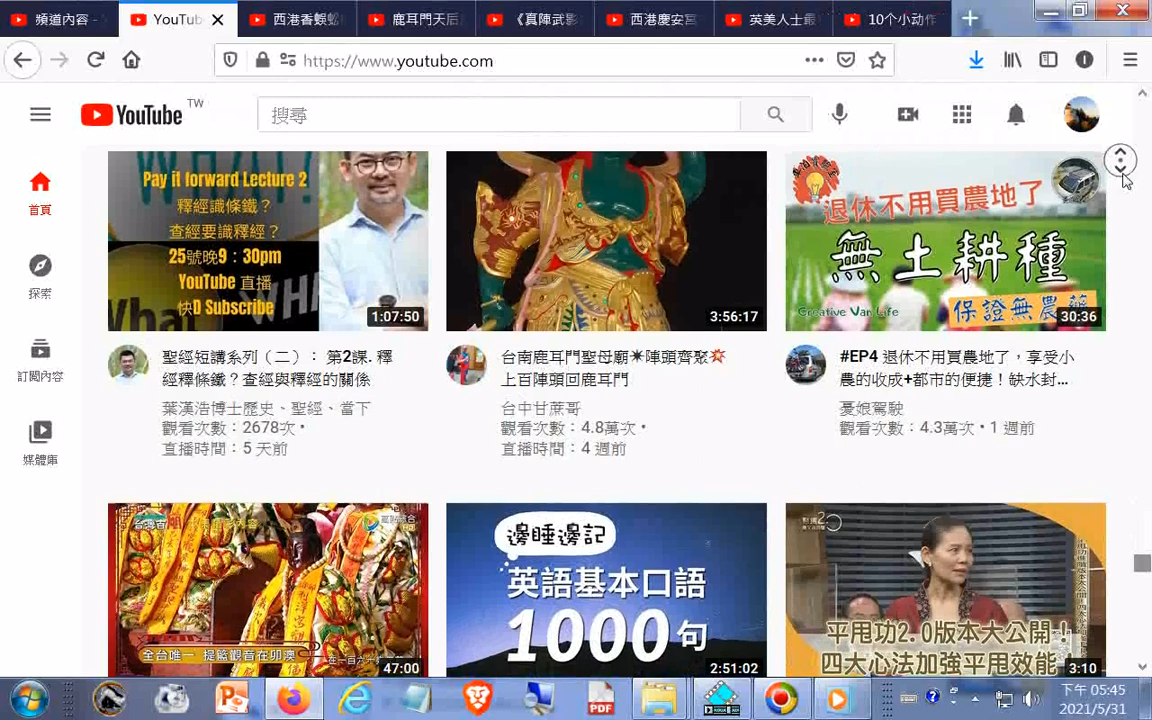 頻道內容 -
YouTube
西港香蜈蚣
鹿耳門天后
《真陣武影
西港慶安宮
英美人士最
10个小动作
https://www.youtube.com
YouTube TW
搜尋
首頁
探索
訂閱內容
媒體庫
Pay it forward Lecture 2
釋經識條鐵？
查經要識釋經？
25號晚9：30pm
YouTube 直播
快D Subscribe
1:07:50
3:56:17
退休不用買農地了
無土耕種
保證無農藥
Creative Van Life
30:36
聖經短講系列（二）： 第2課. 釋
經釋條鐵？查經與釋經的關係
葉漢浩博士歷史、聖經、當下
觀看次數：2678次 •
直播時間：5 天前
台南鹿耳門聖母廟✴陣頭齊聚💥
上百陣頭回鹿耳門
台中甘蔗哥
觀看次數：4.8萬次 •
直播時間：4 週前
#EP4 退休不用買農地了，享受小
農的收成+都市的便捷！缺水封...
憂娘駕駛
觀看次數：4.3萬次 • 1 週前
全台唯一 提籃觀音在卯澳
47:00
邊睡邊記
英語基本口語
1000句
2:51:02
平甩功2.0版本大公開！
四大心法加強平甩效能
3:10
PDF
下午 05:45
2021/5/31